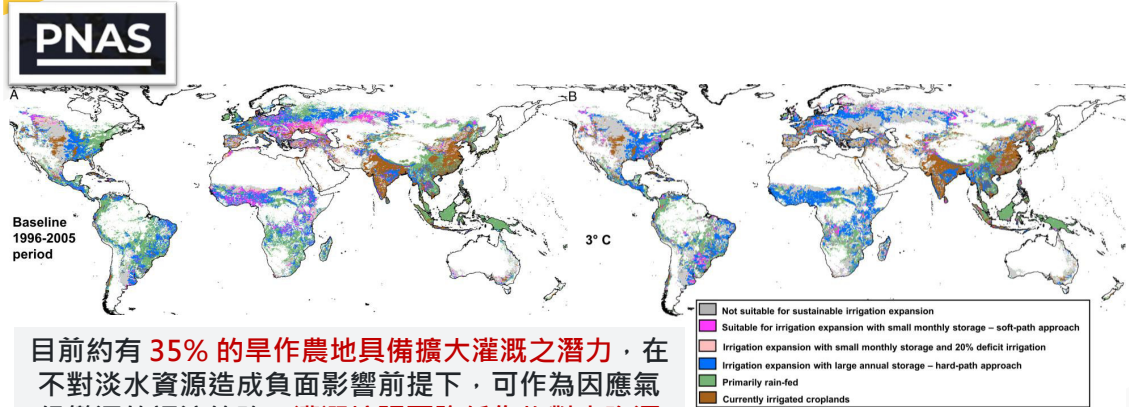 PNAS
A
B
Baseline
1996-2005
period
3° C
Not suitable for sustainable irrigation expansion
Suitable for irrigation expansion with small monthly storage – soft-path approach
Irrigation expansion with small monthly storage and 20% deficit irrigation
Irrigation expansion with large annual storage – hard-path approach
Primarily rain-fed
Currently irrigated croplands
目前約有 35% 的旱作農地具備擴大灌溉之潛力，在
不對淡水資源造成負面影響前提下，可作為因應氣